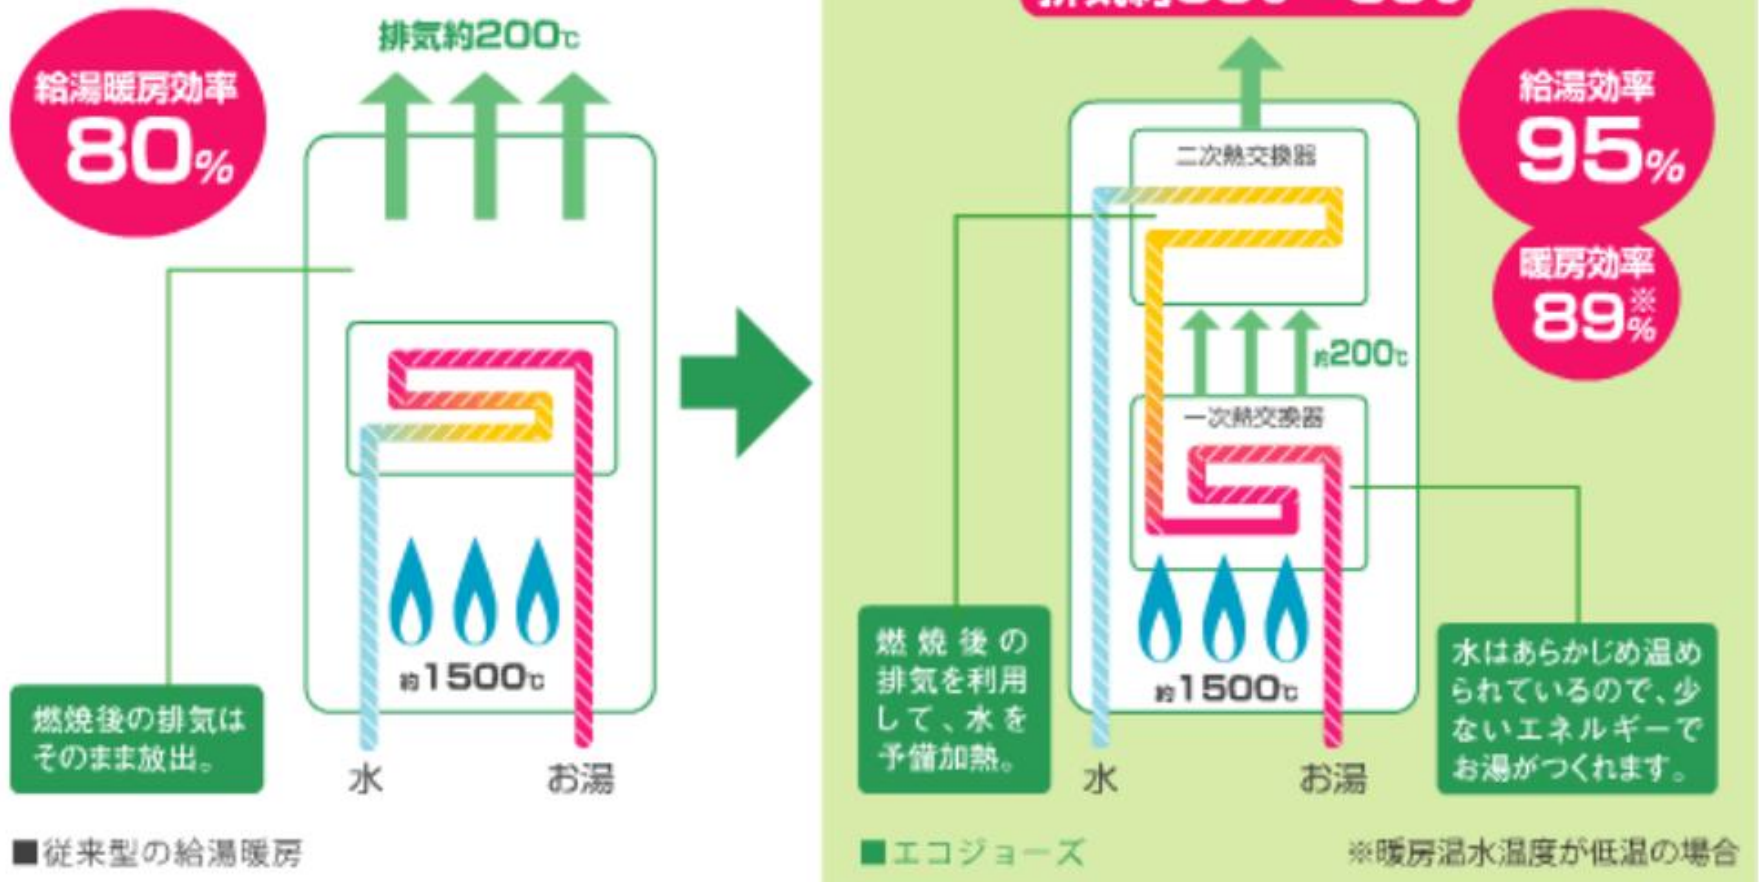 給湯暖房効率
80%
排気約200℃
約1500℃
燃焼後の排気は
そのまま放出。
水
お湯
■従来型の給湯暖房
給湯効率
95%
暖房効率
89%※
二次熱交換器
約200℃
一次熱交換器
約1500℃
燃焼後の
排気を利用
して、水を
予備加熱。
水はあらかじめ温め
られているので、少
ないエネルギーで
お湯がつくれます。
水
お湯
■エコジョーズ
※暖房温水温度が低温の場合